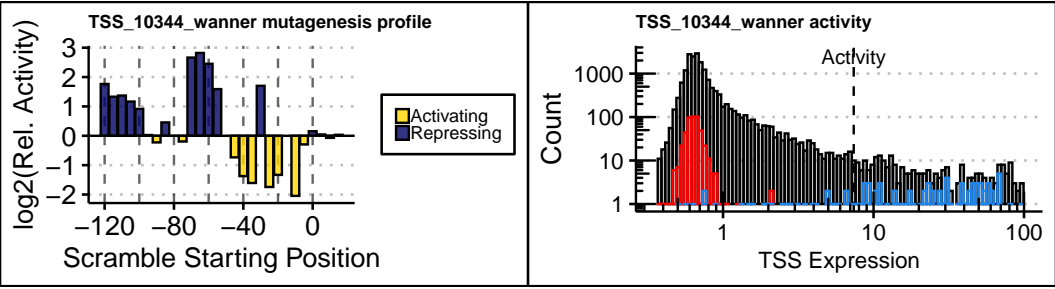 TSS_10344_wanner mutagenesis profile
log2(Rel. Activity)
3
2
1
0
−1
−2
−120
−80
−40
0
Scramble Starting Position
Activating
Repressing
TSS_10344_wanner activity
Activity
Count
1000
100
10
1
1
10
100
TSS Expression